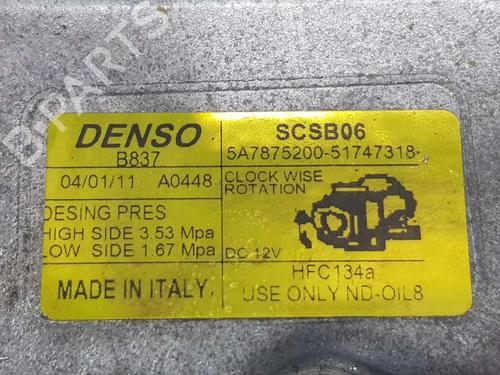 DENSO
B837
04/01/11 A0448
DESING PRES
HIGH SIDE 3.53 Mpa
LOW SIDE 1.67 Mpa
MADE IN ITALY.
SCSB06
5A7875200-51747318
CLOCK WISE
ROTATION
DC 12V
HFC134a
USE ONLY ND-OIL8
B-PARTS